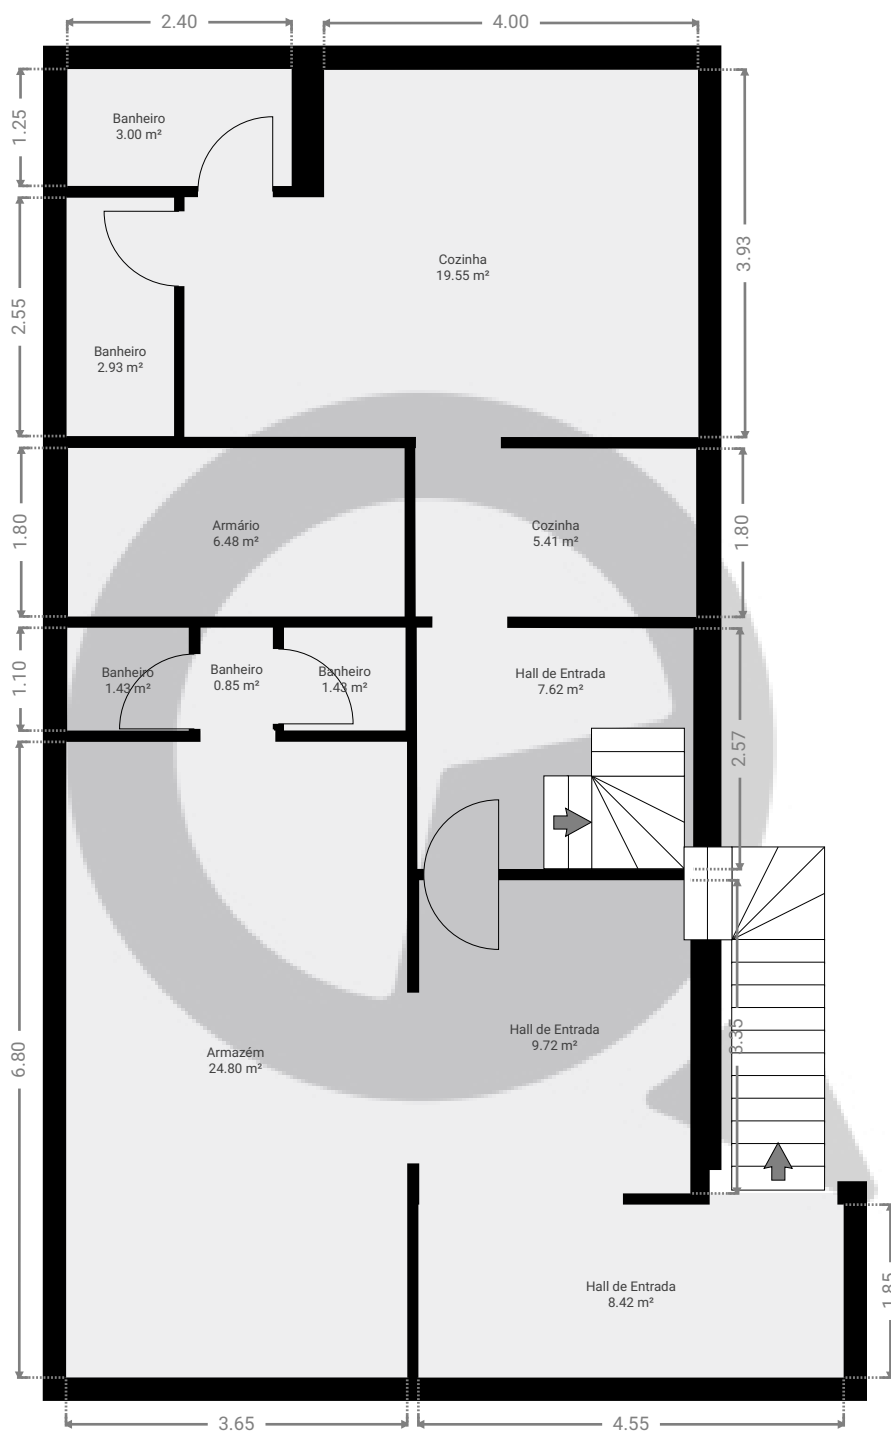 2.40
4.00
1.25
Banheiro
3.00 m²
3.93
Cozinha
19.55 m²
2.55
Banheiro
2.93 m²
1.80
Armário
6.48 m²
Cozinha
5.41 m²
1.80
1.10
Banheiro
1.43 m²
Banheiro
0.85 m²
Banheiro
1.43 m²
Hall de Entrada
7.62 m²
2.57
6.80
Armazém
24.80 m²
Hall de Entrada
9.72 m²
3.35
Hall de Entrada
8.42 m²
1.85
3.65
4.55